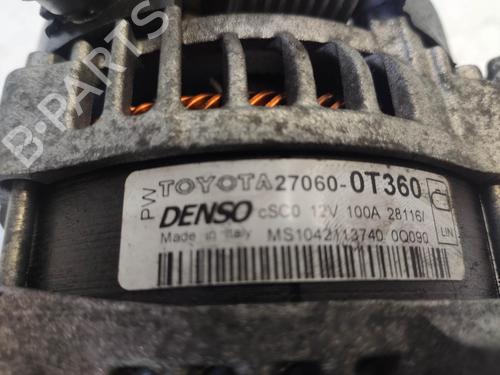 B-PARTS
PW TOYOTA 27060-0T360
DENSO cSC0 12V 100A 28116/
LIN
Made in Italy MS1042113740 0Q090